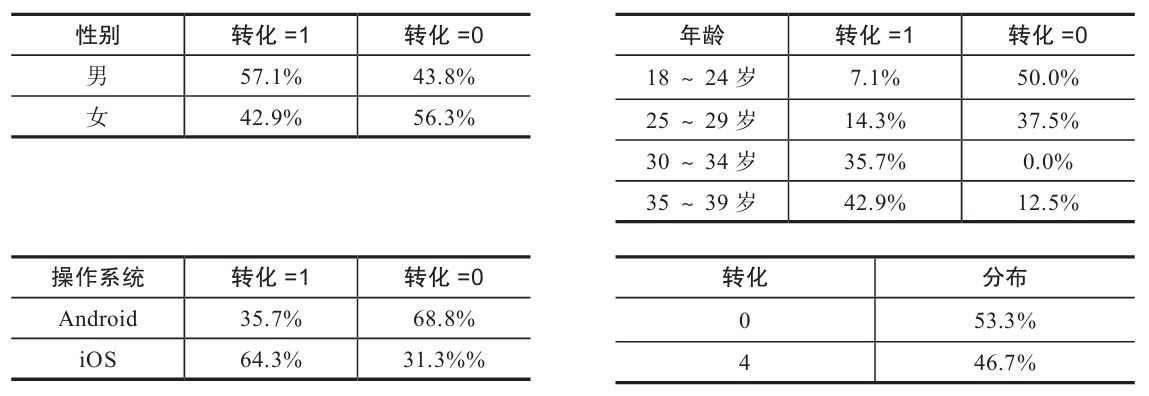 性别 转化 =1 转化 =0
男 57.1% 43.8%
女 42.9% 56.3%
年龄 转化 =1 转化 =0
18 ~ 24 岁 7.1% 50.0%
25 ~ 29 岁 14.3% 37.5%
30 ~ 34 岁 35.7% 0.0%
35 ~ 39 岁 42.9% 12.5%
操作系统 转化 =1 转化 =0
Android 35.7% 68.8%
iOS 64.3% 31.3%%
转化 分布
0 53.3%
4 46.7%